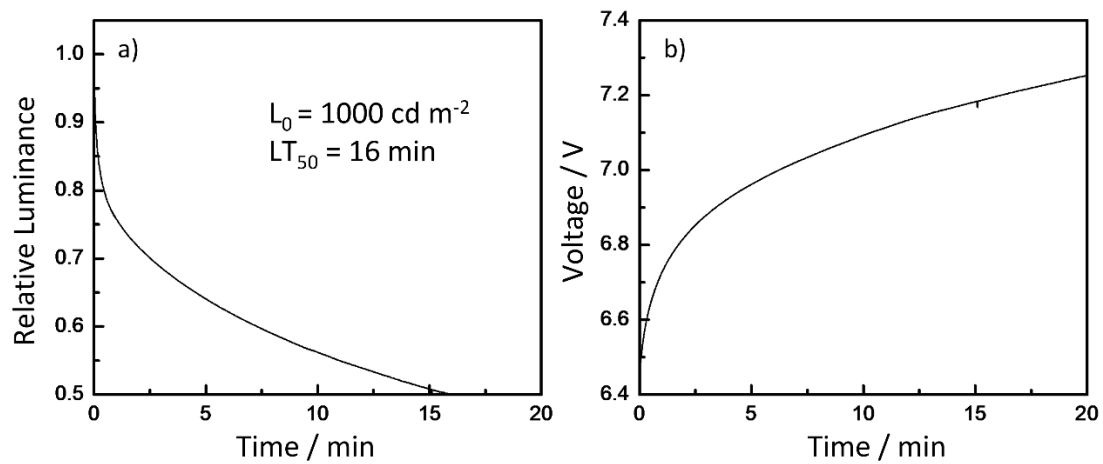 a)
L₀ = 1000 cd m⁻²
LT₅₀ = 16 min
Relative Luminance
1.0
0.9
0.8
0.7
0.6
0.5
0 5 10 15 20
Time / min
b)
Voltage / V
7.4
7.2
7.0
6.8
6.6
6.4
0 5 10 15 20
Time / min